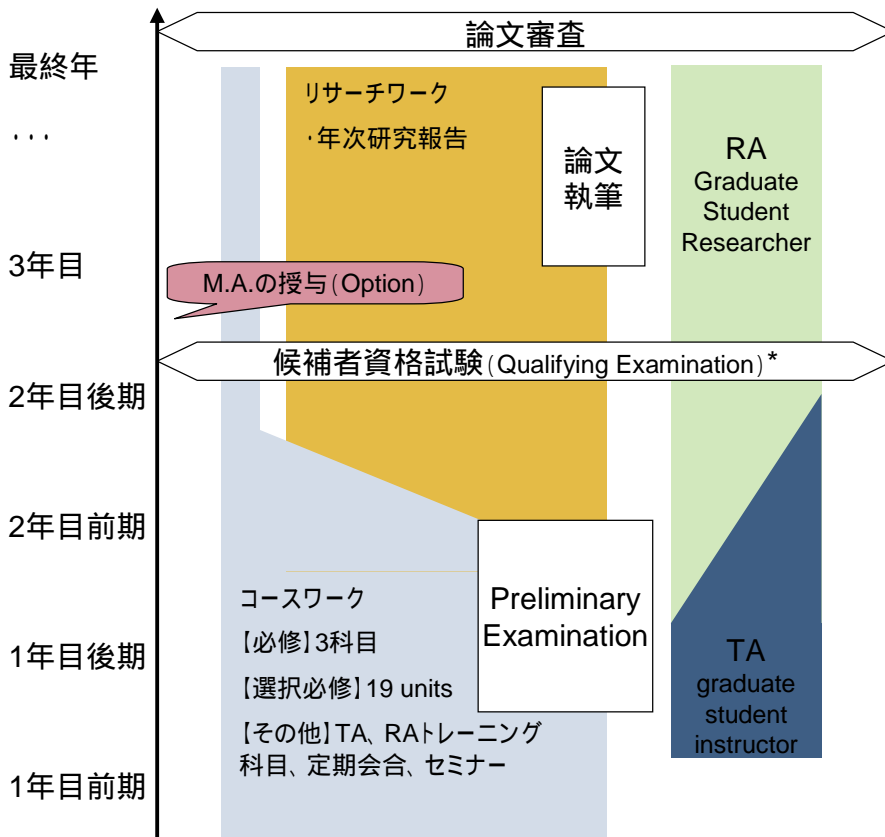 論文審査
最終年
・・・
3年目
2年目後期
2年目前期
1年目後期
1年目前期
リサーチワーク
・年次研究報告
論文
執筆
RA
Graduate
Student
Researcher
M.A.の授与(Option)
候補者資格試験(Qualifying Examination)*
Preliminary
Examination
コースワーク
【必修】3科目
【選択必修】19 units
【その他】TA、RAトレーニング
科目、定期会合、セミナー
TA
graduate
student
instructor